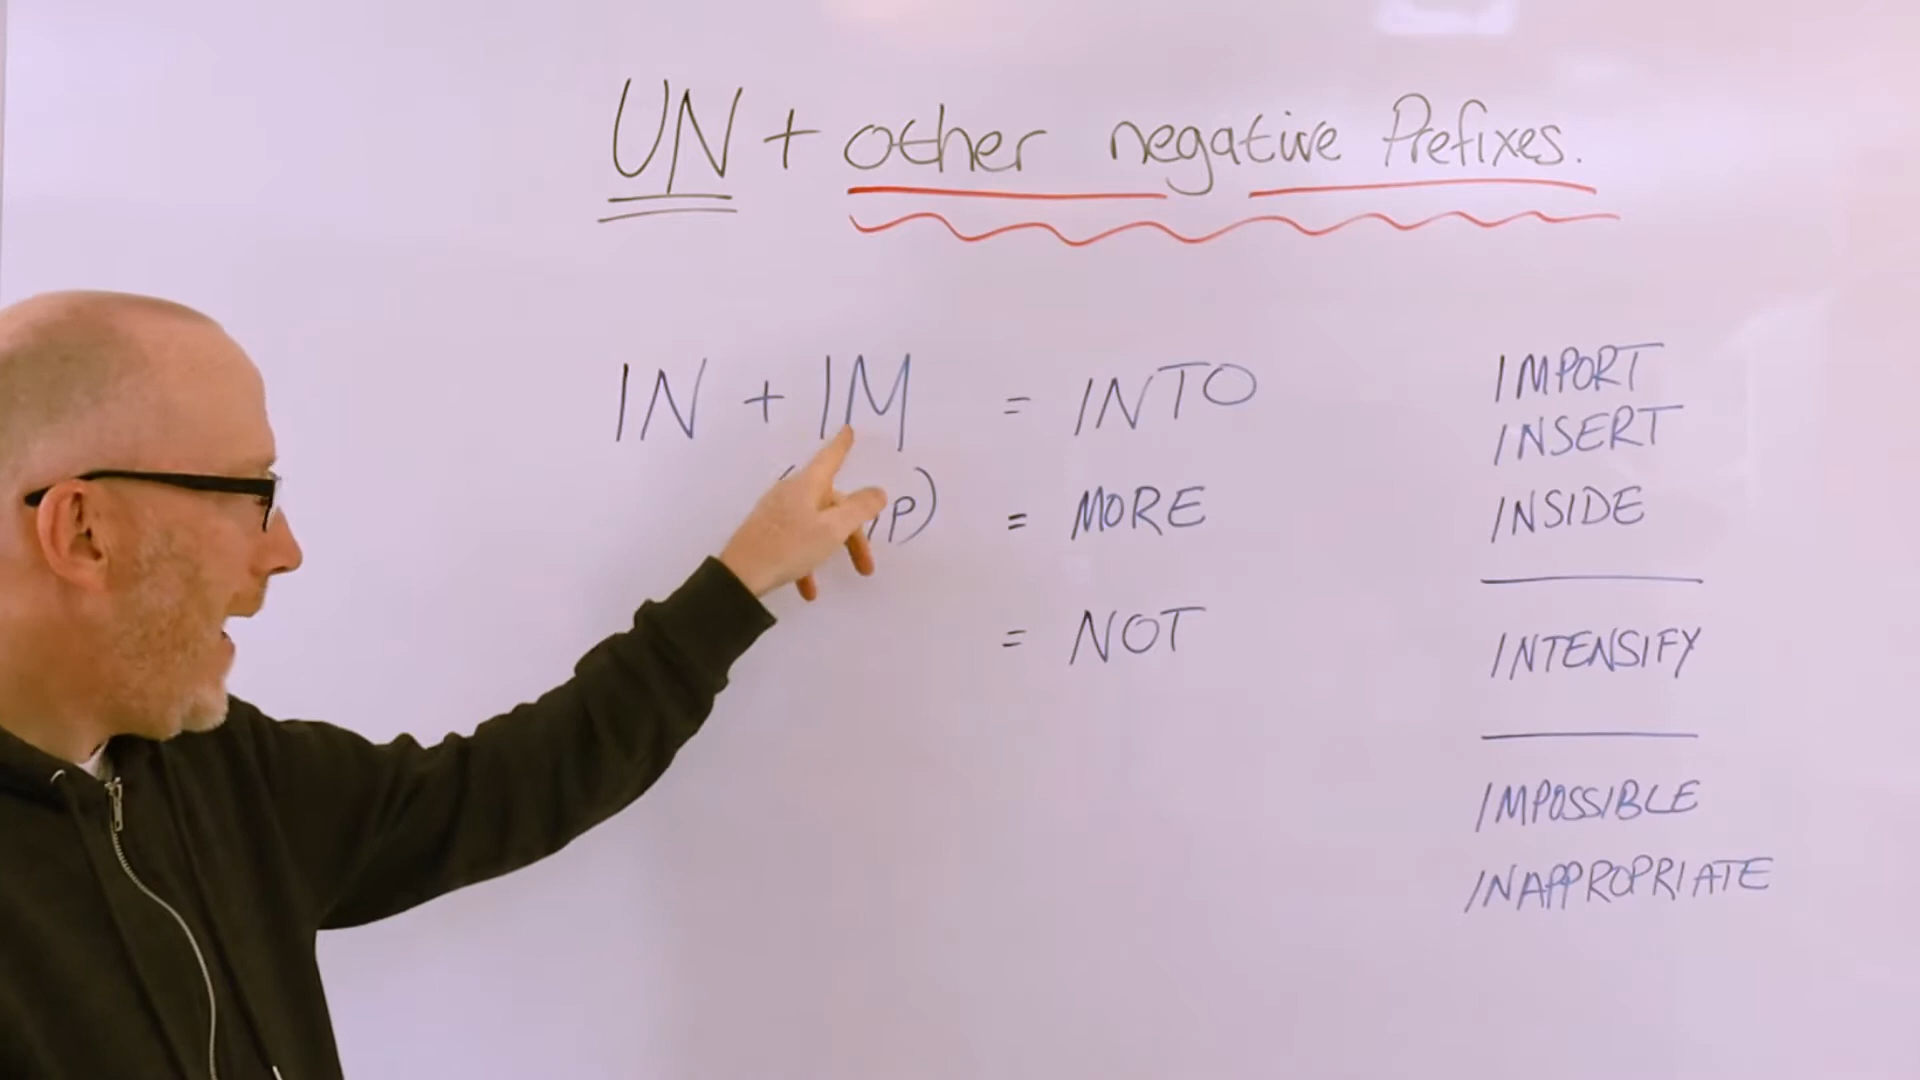 UN + other negative Prefixes.
IN + IM = INTO
= MORE
= NOT
IMPORT
INSERT
INSIDE
INTENSIFY
IMPOSSIBLE
INAPPROPRIATE